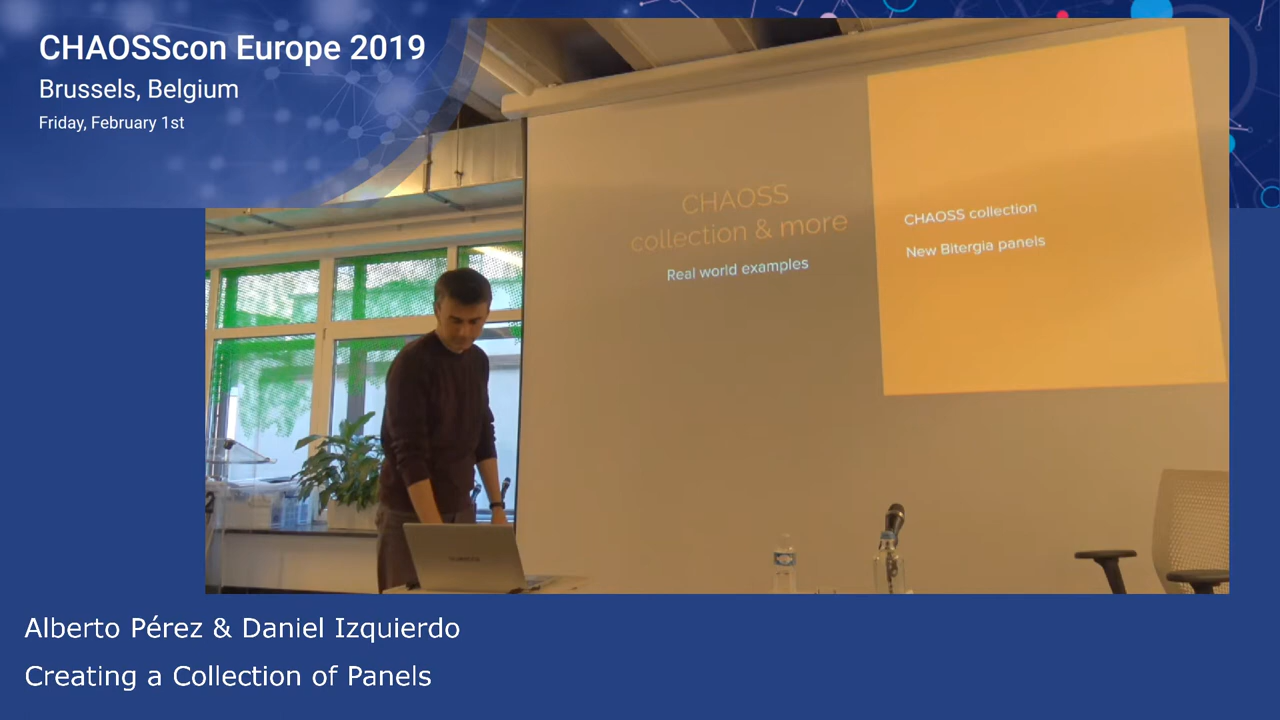 CHAOSScon Europe 2019
Brussels, Belgium
Friday, February 1st
CHAOSS
collection & more
Real world examples
CHAOSS collection
New Bitergia panels
Alberto Pérez & Daniel Izquierdo
Creating a Collection of Panels